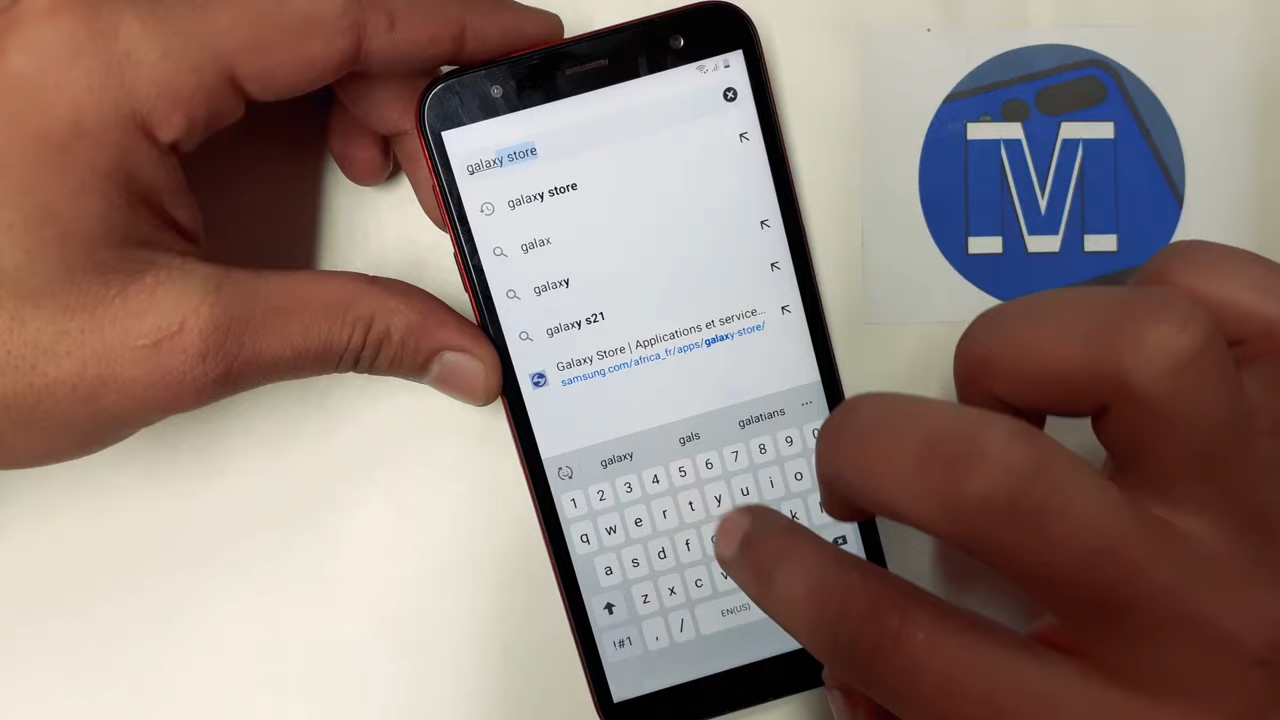 galaxy store
galaxy store
galax
galaxy
galaxy s21
Galaxy Store | Applications et service...
samsung.com/africa_fr/apps/galaxy-store/
galaxy gals galatians ...
1 2 3 4 5 6 7 8 9 0
q w e r t y u i o
a s d f k
z x c
!#1 , / EN(US)
M